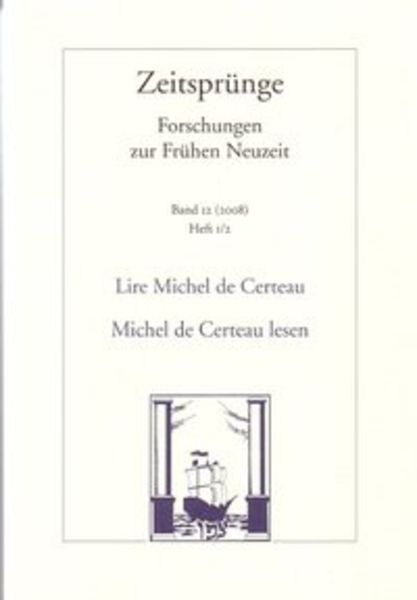 Zeitsprünge
Forschungen
zur Frühen Neuzeit
Band 12 (2008)
Heft 1/2
Lire Michel de Certeau
Michel de Certeau lesen